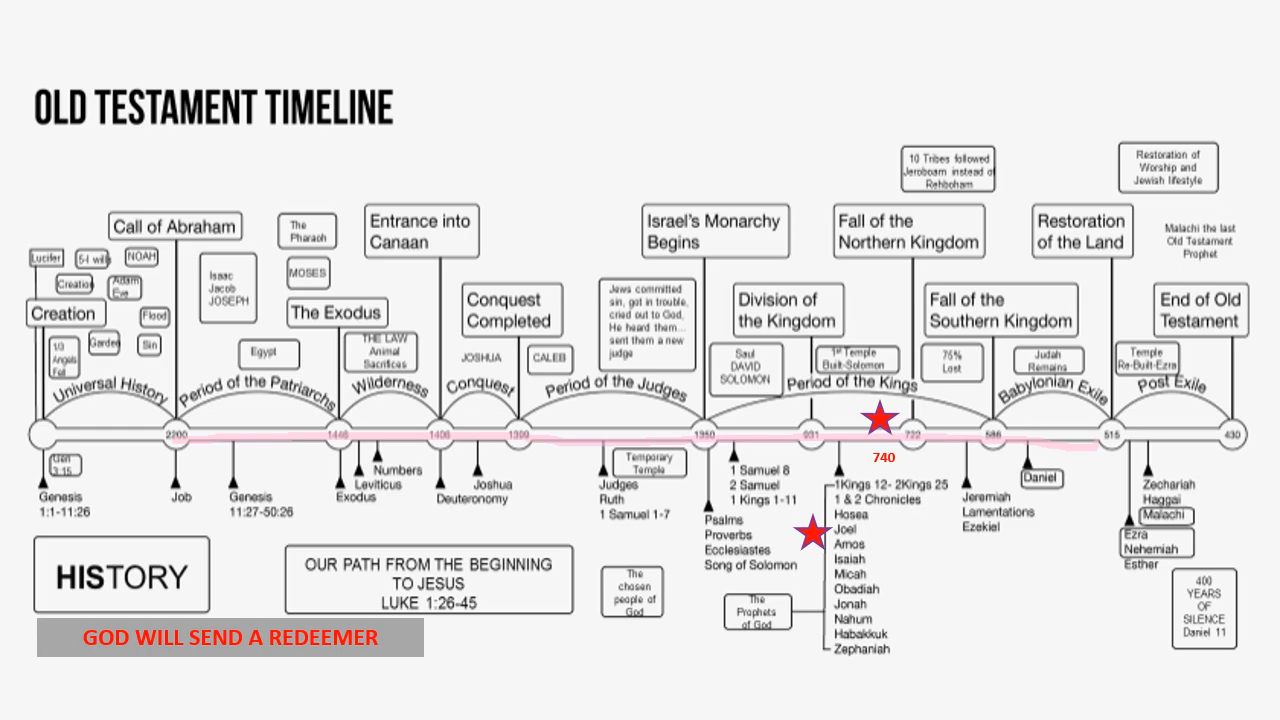 OLD TESTAMENT TIMELINE
10 Tribes followed
Jeroboam instead of
Rehboham
Restoration of
Worship and
Jewish lifestyle
Call of Abraham
The
Pharaoh
Entrance into
Canaan
Israel's Monarchy
Begins
Fall of the
Northern Kingdom
Restoration
of the Land
Malachi the last
Old Testament
Prophet
Lucifer
5-I wills
NOAH
Creation
Adam
Eve
Isaac
Jacob
JOSEPH
MOSES
Creation
Flood
The Exodus
Conquest
Completed
Jews committed
sin, got in trouble,
cried out to God,
He heard them...
sent them a new
judge
Division of
the Kingdom
Fall of the
Southern Kingdom
End of Old
Testament
1/3
Angels
Fell
Garden
Sin
Egypt
THE LAW
Animal
Sacrifices
JOSHUA
CALEB
Saul
DAVID
SOLOMON
1st Temple
Built-Solomon
75%
Lost
Judah
Remains
Temple
Re-Built-Ezra
Universal History
Period of the Patriarchs
Wilderness
Conquest
Period of the Judges
Period of the Kings
Babylonian Exile
Post Exile
2200
1446
1406
1399
1950
931
722
586
515
430
740
Gen
3:15
Genesis
1:1-11:26
Job
Genesis
11:27-50:26
Exodus
Leviticus
Numbers
Deuteronomy
Joshua
Temporary
Temple
Judges
Ruth
1 Samuel 1-7
1 Samuel 8
2 Samuel
1 Kings 1-11
Psalms
Proverbs
Ecclesiastes
Song of Solomon
1Kings 12- 2Kings 25
1 & 2 Chronicles
Hosea
Joel
Amos
Isaiah
Micah
Obadiah
Jonah
Nahum
Habakkuk
Zephaniah
Jeremiah
Lamentations
Ezekiel
Daniel
Zechariah
Haggai
Malachi
Ezra
Nehemiah
Esther
HISTORY
OUR PATH FROM THE BEGINNING
TO JESUS
LUKE 1:26-45
The
chosen
people of
God
The
Prophets
of God
400
YEARS
OF
SILENCE
Daniel 11
GOD WILL SEND A REDEEMER